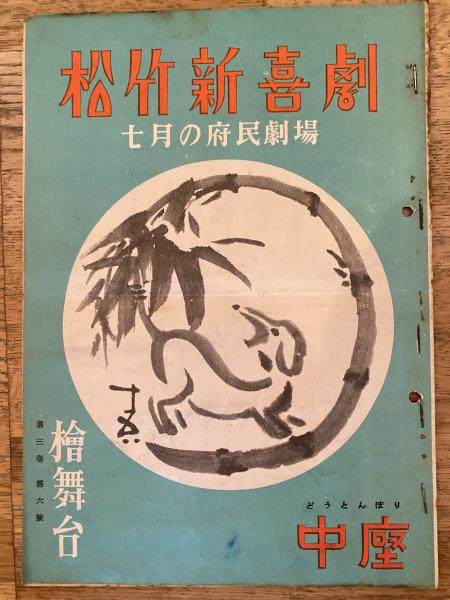 松竹新喜劇
七月の府民劇場
檜舞台
第三巻 第六號
どうとんぼり
中座